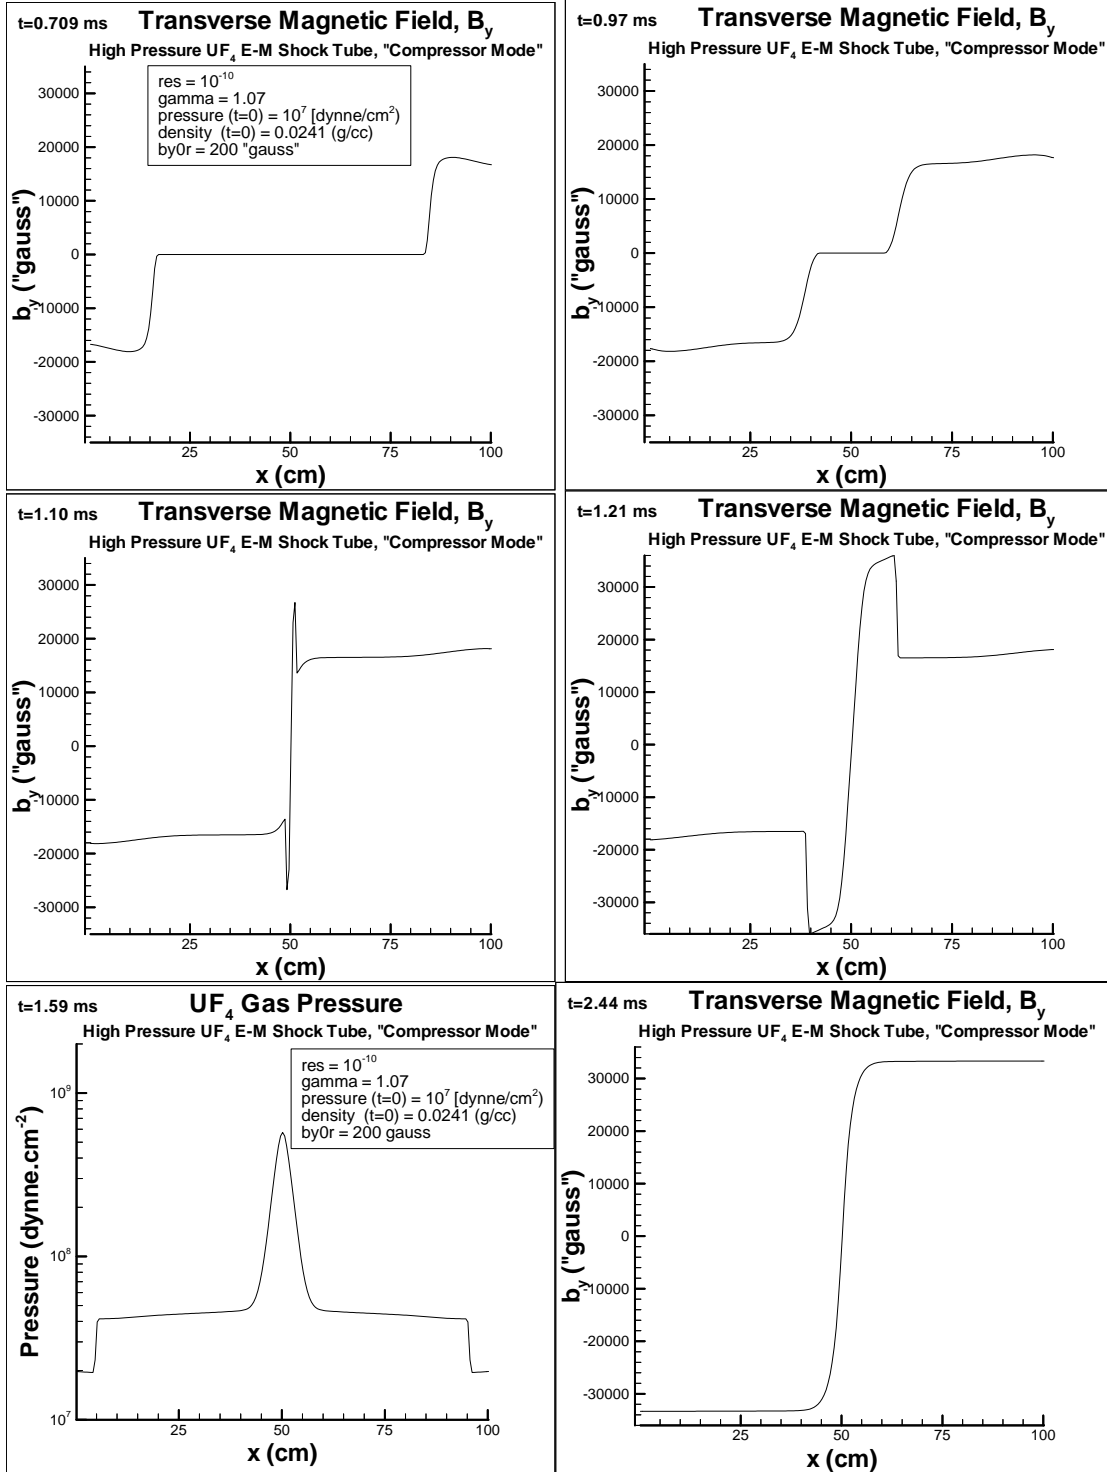 t=0.709 ms Transverse Magnetic Field, By
High Pressure UF4 E-M Shock Tube, "Compressor Mode"
res = 10-10
gamma = 1.07
pressure (t=0) = 10^7 [dynne/cm2)
density (t=0) = 0.0241 (g/cc)
by0r = 200 "gauss"
by ("gauss")
30000
20000
10000
0
-10000
-20000
-30000
25 50 75 100
x (cm)
t=0.97 ms Transverse Magnetic Field, By
High Pressure UF4 E-M Shock Tube, "Compressor Mode"
by ("gauss")
30000
20000
10000
0
-10000
-20000
-30000
25 50 75 100
x (cm)
t=1.10 ms Transverse Magnetic Field, By
High Pressure UF4 E-M Shock Tube, "Compressor Mode"
by ("gauss")
30000
20000
10000
0
-10000
-20000
-30000
25 50 75 100
x (cm)
t=1.21 ms Transverse Magnetic Field, By
High Pressure UF4 E-M Shock Tube, "Compressor Mode"
by ("gauss")
30000
20000
10000
0
-10000
-20000
-30000
25 50 75 100
x (cm)
t=1.59 ms UF4 Gas Pressure
High Pressure UF4 E-M Shock Tube, "Compressor Mode"
res = 10-10
gamma = 1.07
pressure (t=0) = 10^7 [dynne/cm2)
density (t=0) = 0.0241 (g/cc)
by0r = 200 gauss
Pressure (dynne.cm-2)
10^9
10^8
10^7
25 50 75 100
x (cm)
t=2.44 ms Transverse Magnetic Field, By
High Pressure UF4 E-M Shock Tube, "Compressor Mode"
by ("gauss")
30000
20000
10000
0
-10000
-20000
-30000
25 50 75 100
x (cm)